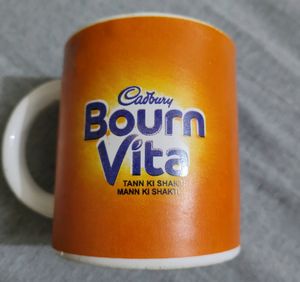 Cadbury
Bourn
Vita
TANN KI SHAKTI
MANN KI SHAKTI